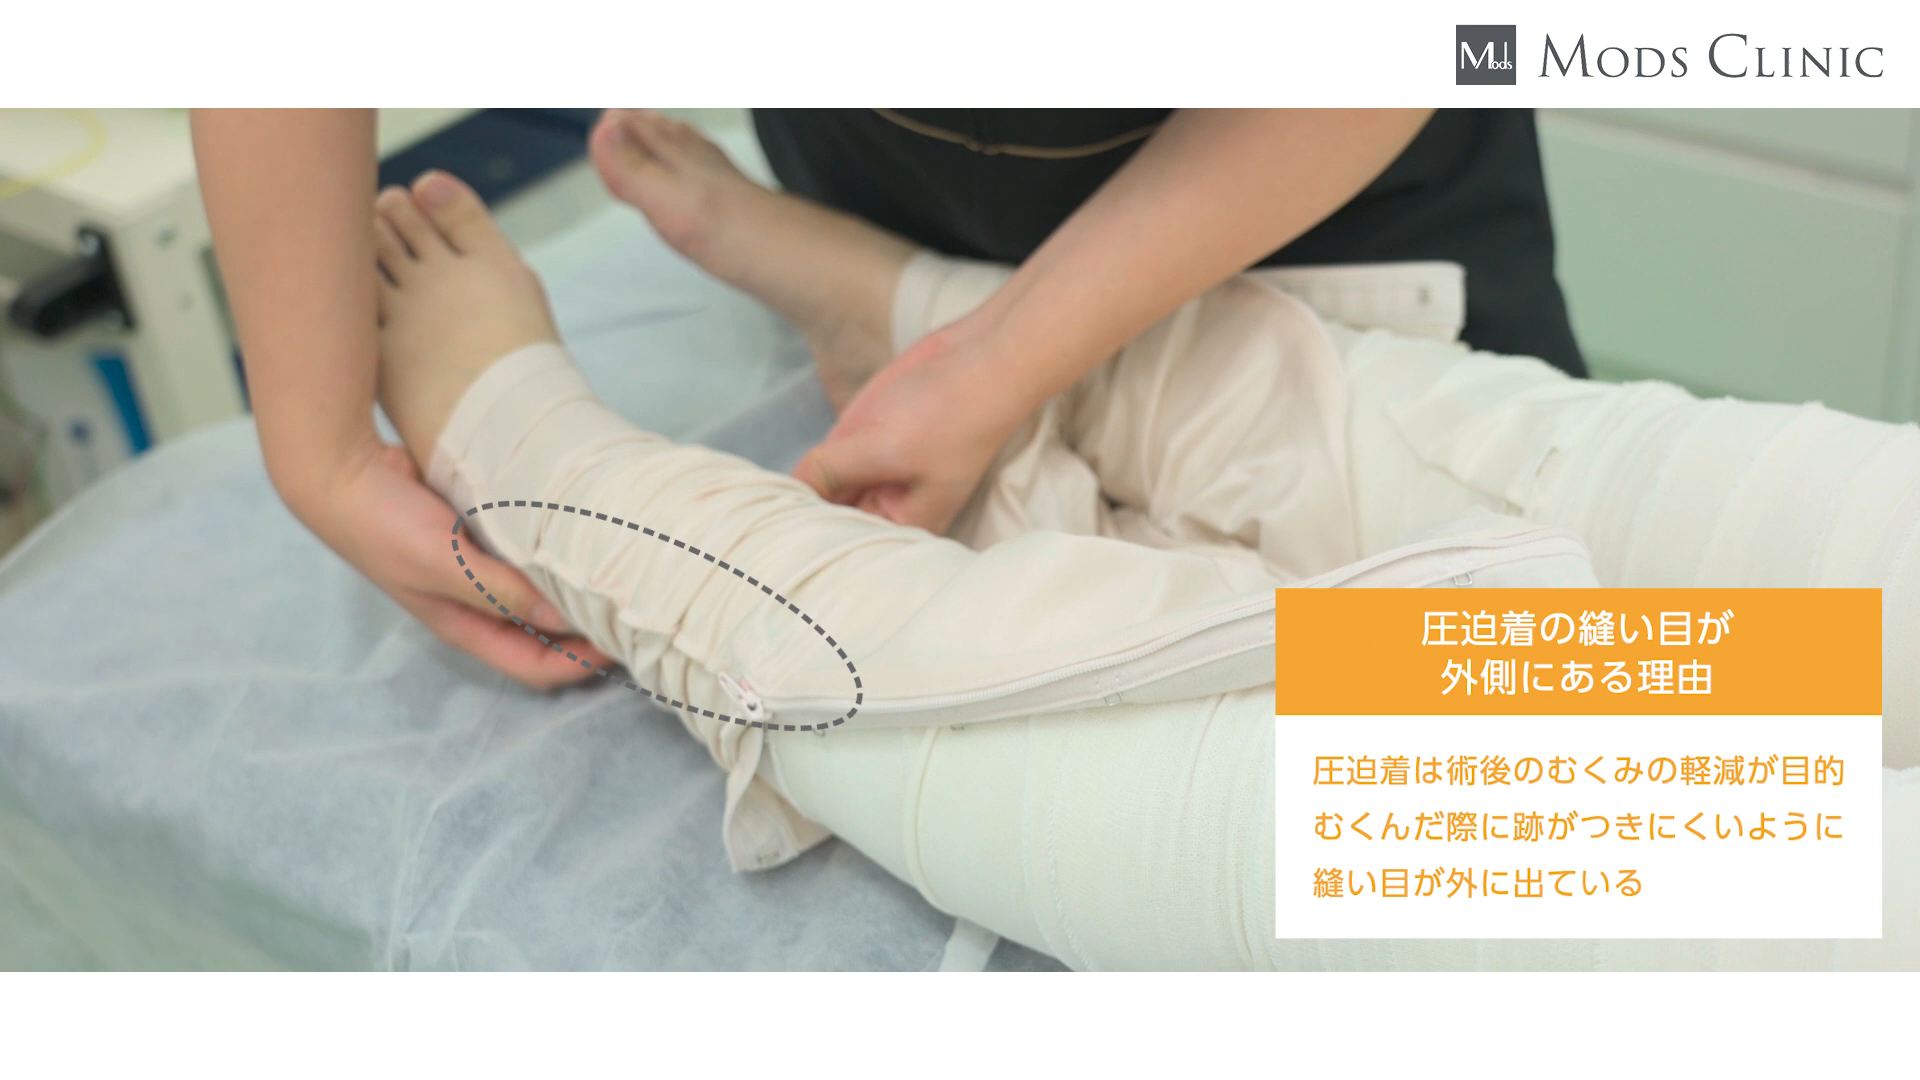 Mods
MODS CLINIC
圧迫着の縫い目が
外側にある理由
圧迫着は術後のむくみの軽減が目的
むくんだ際に跡がつきにくいように
縫い目が外に出ている